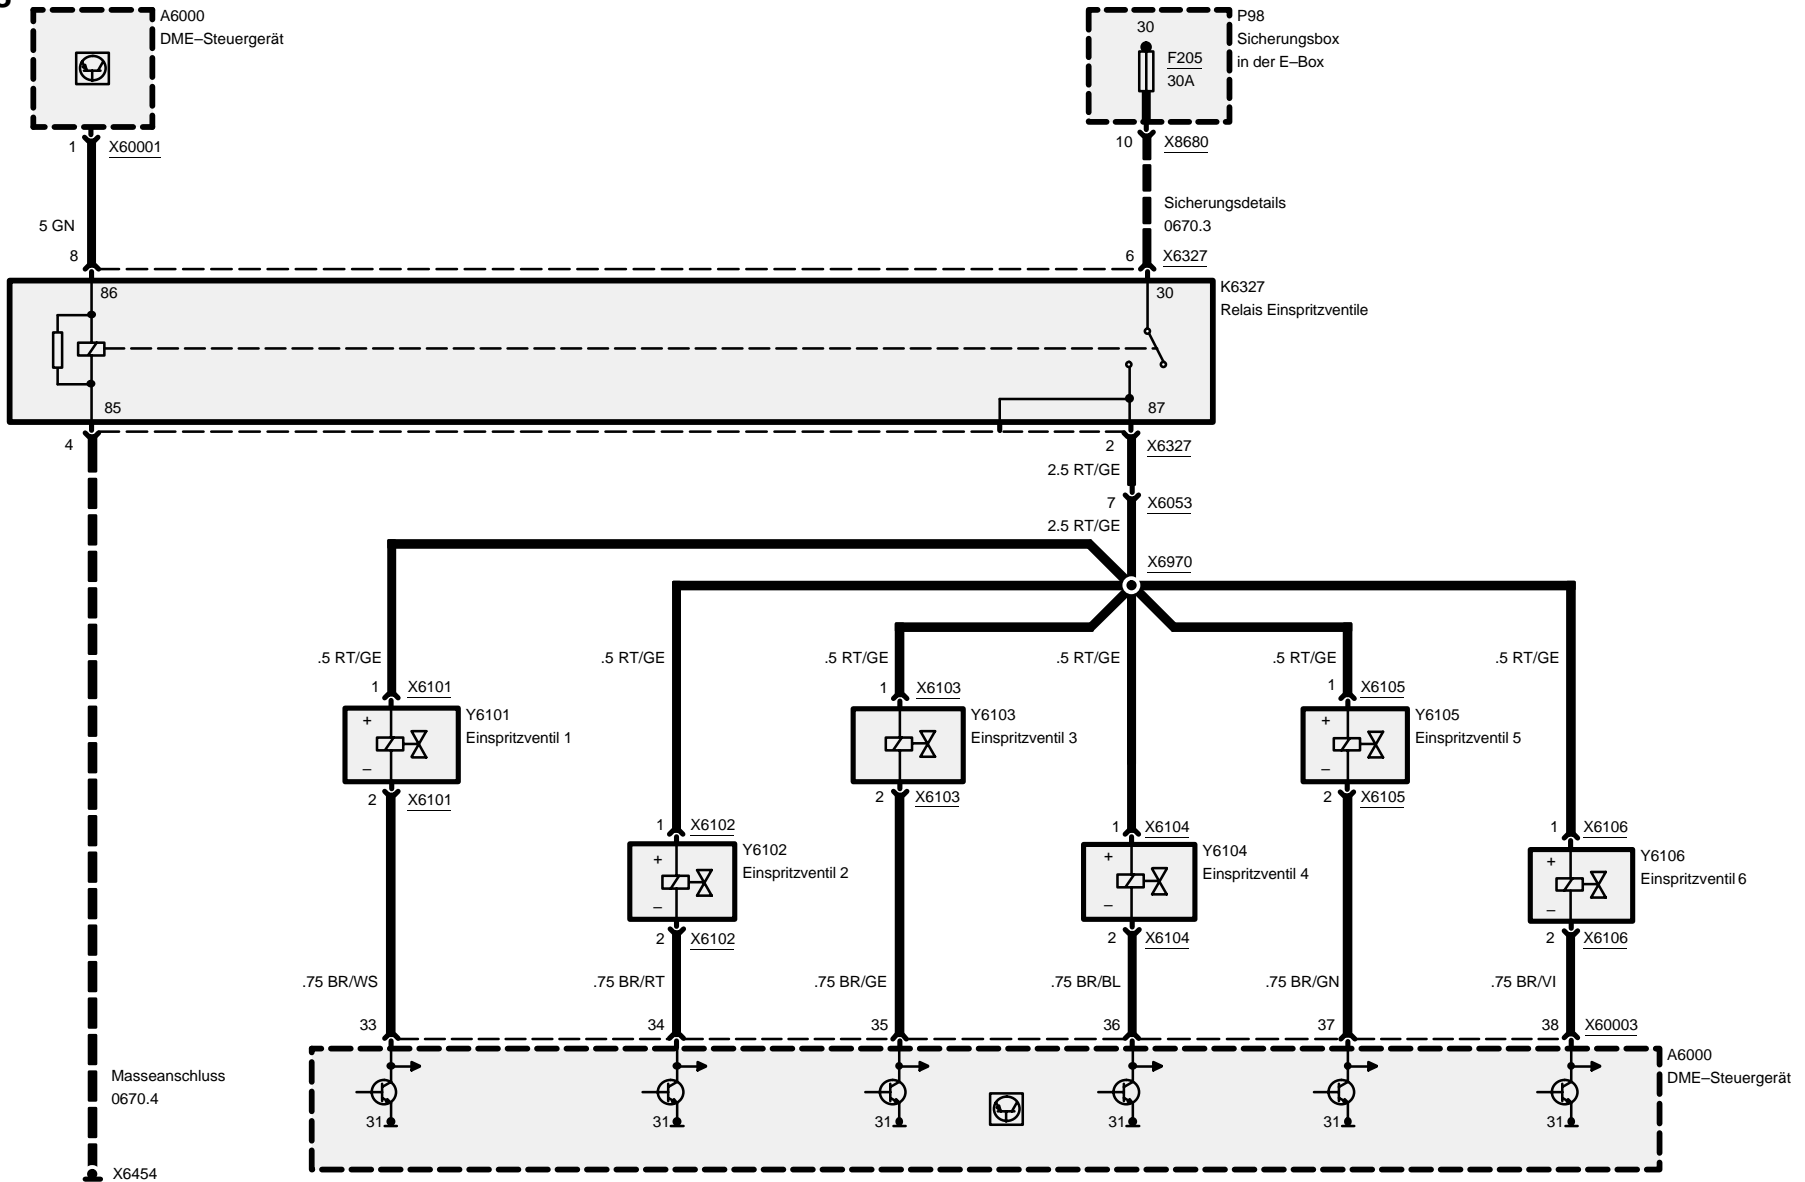 A6000
DME–Steuergerät
P98
Sicherungsbox
in der E–Box
30
F205
30A
1 X60001
10 X8680
Sicherungsdetails
0670.3
5 GN
8
6 X6327
86
30
K6327
Relais Einspritzventile
85
87
4
2 X6327
2.5 RT/GE
7 X6053
2.5 RT/GE
X6970
.5 RT/GE .5 RT/GE .5 RT/GE .5 RT/GE .5 RT/GE .5 RT/GE
1 X6101
1 X6103
1 X6105
+
–
Y6101
Einspritzventil 1
Y6103
Einspritzventil 3
+
–
Y6105
Einspritzventil 5
2 X6101
2 X6103
2 X6105
1 X6102
1 X6104
1 X6106
+
–
Y6102
Einspritzventil 2
+
–
Y6104
Einspritzventil 4
+
–
Y6106
Einspritzventil 6
2 X6102
2 X6104
2 X6106
.75 BR/WS .75 BR/RT .75 BR/GE .75 BR/BL .75 BR/GN .75 BR/VI
33 34 35 36 37 38 X60003
A6000
DME–Steuergerät
31 31 31 31 31 31
Masseanschluss
0670.4
X6454